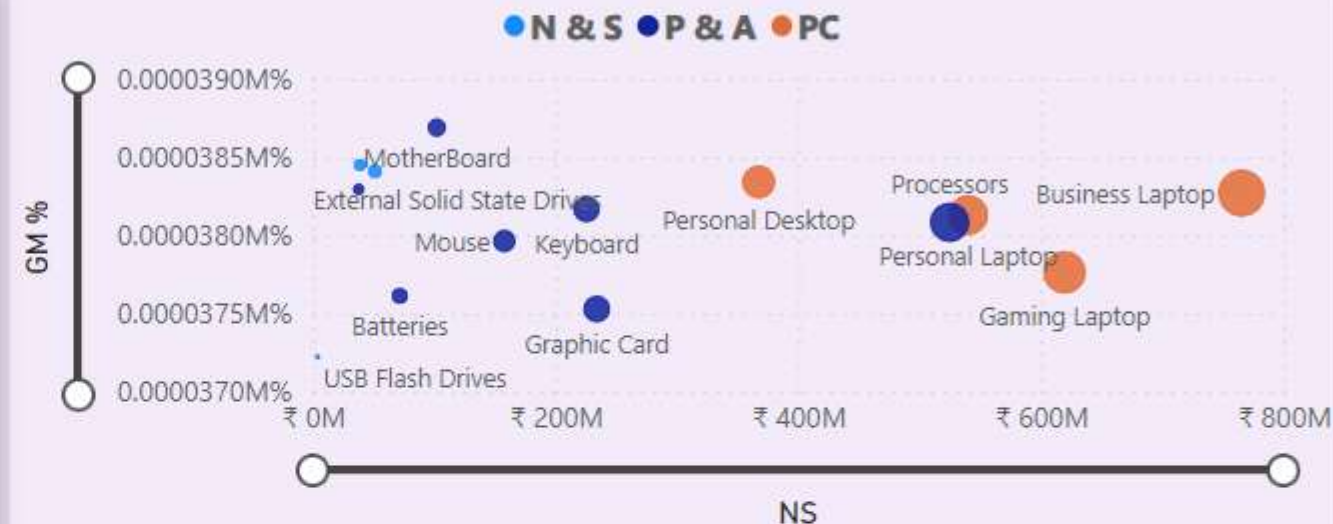 N & S P & A PC
0.0000390M%
0.0000385M%
0.0000380M%
0.0000375M%
0.0000370M%
GM %
MotherBoard
External Solid State Drives
Mouse
Keyboard
Batteries
Graphic Card
USB Flash Drives
Personal Desktop
Processors
Business Laptop
Personal Laptop
Gaming Laptop
₹ 0M ₹ 200M ₹ 400M ₹ 600M ₹ 800M
NS